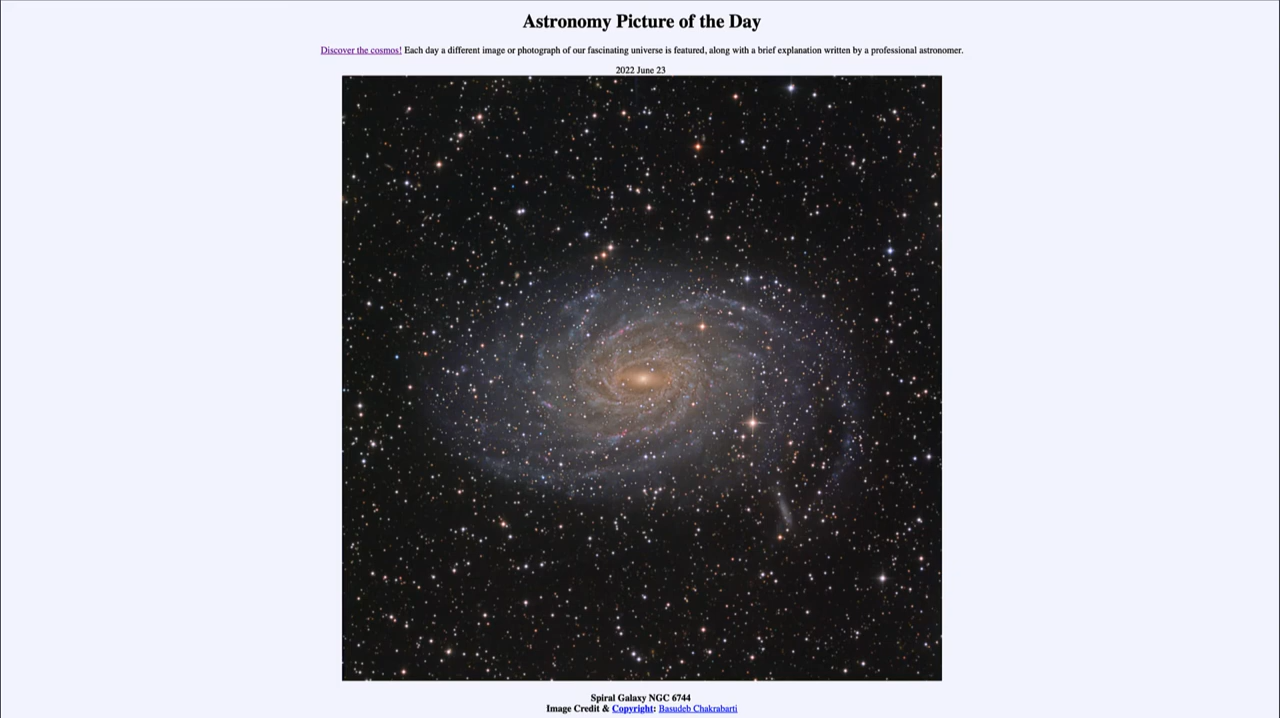 Astronomy Picture of the Day
Discover the cosmos! Each day a different image or photograph of our fascinating universe is featured, along with a brief explanation written by a professional astronomer.
2022 June 23
Spiral Galaxy NGC 6744
Image Credit & Copyright: Basudeb Chakrabarti